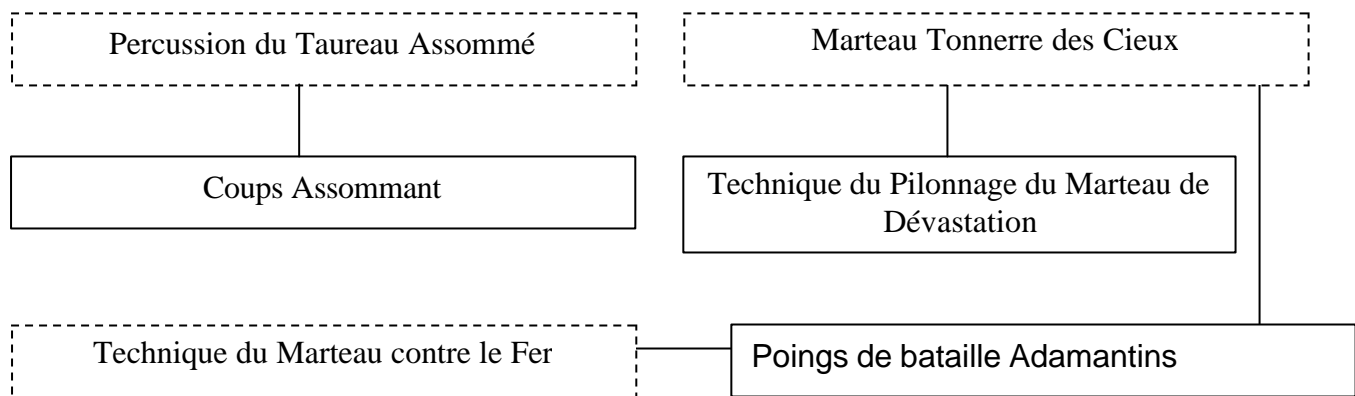 Percussion du Taureau Assommé
Marteau Tonnerre des Cieux
Coups Assommant
Technique du Pilonnage du Marteau de
Dévastation
Technique du Marteau contre le Fer
Poings de bataille Adamantins